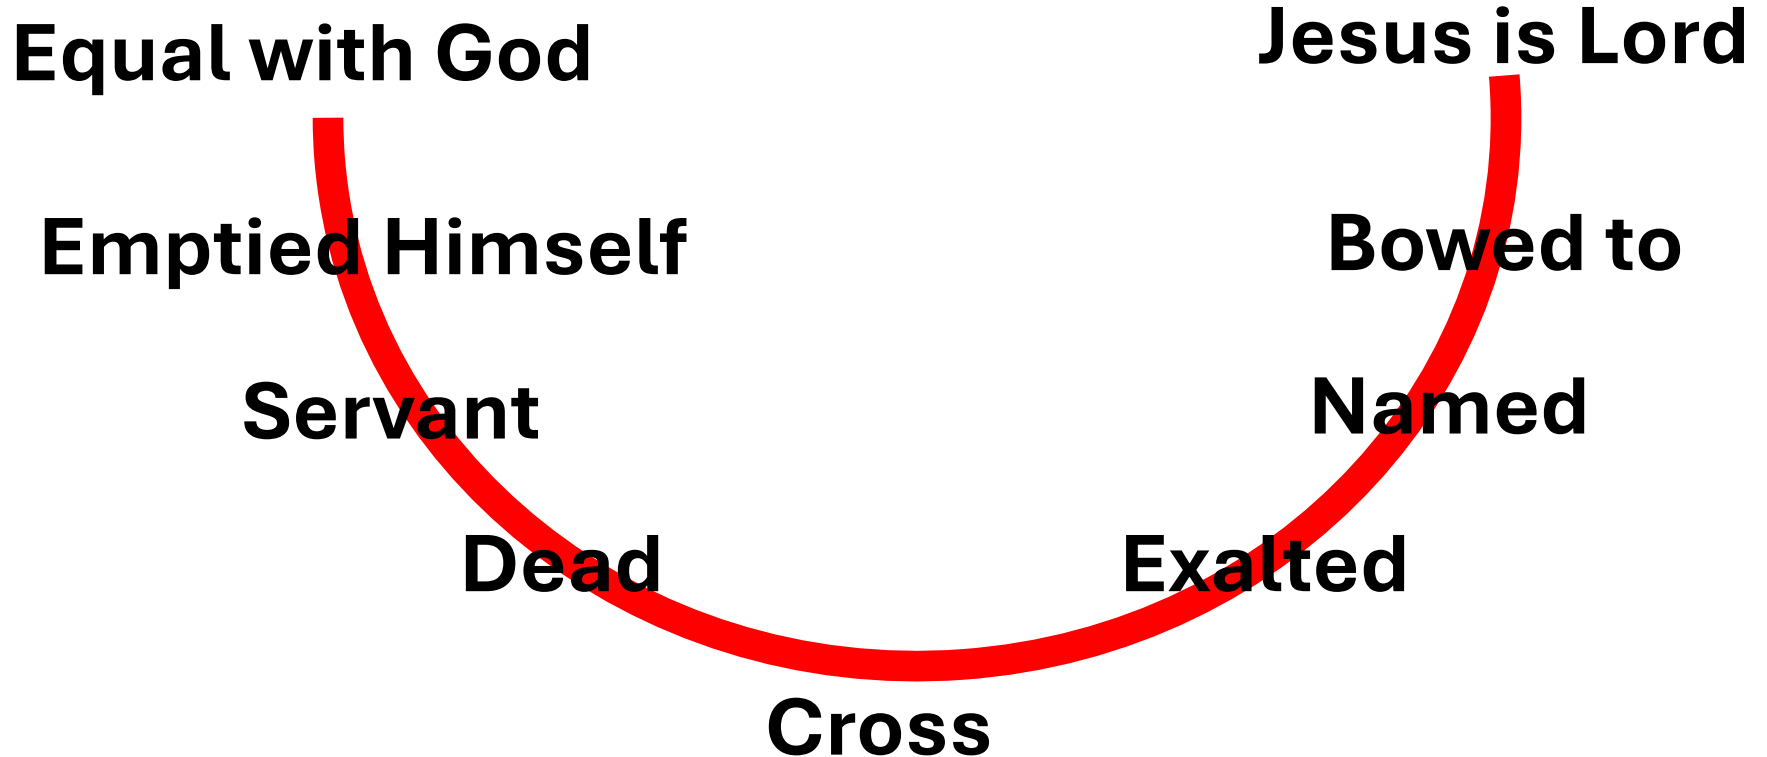 Equal with God
Emptied Himself
Servant
Dead
Cross
Exalted
Named
Bowed to
Jesus is Lord